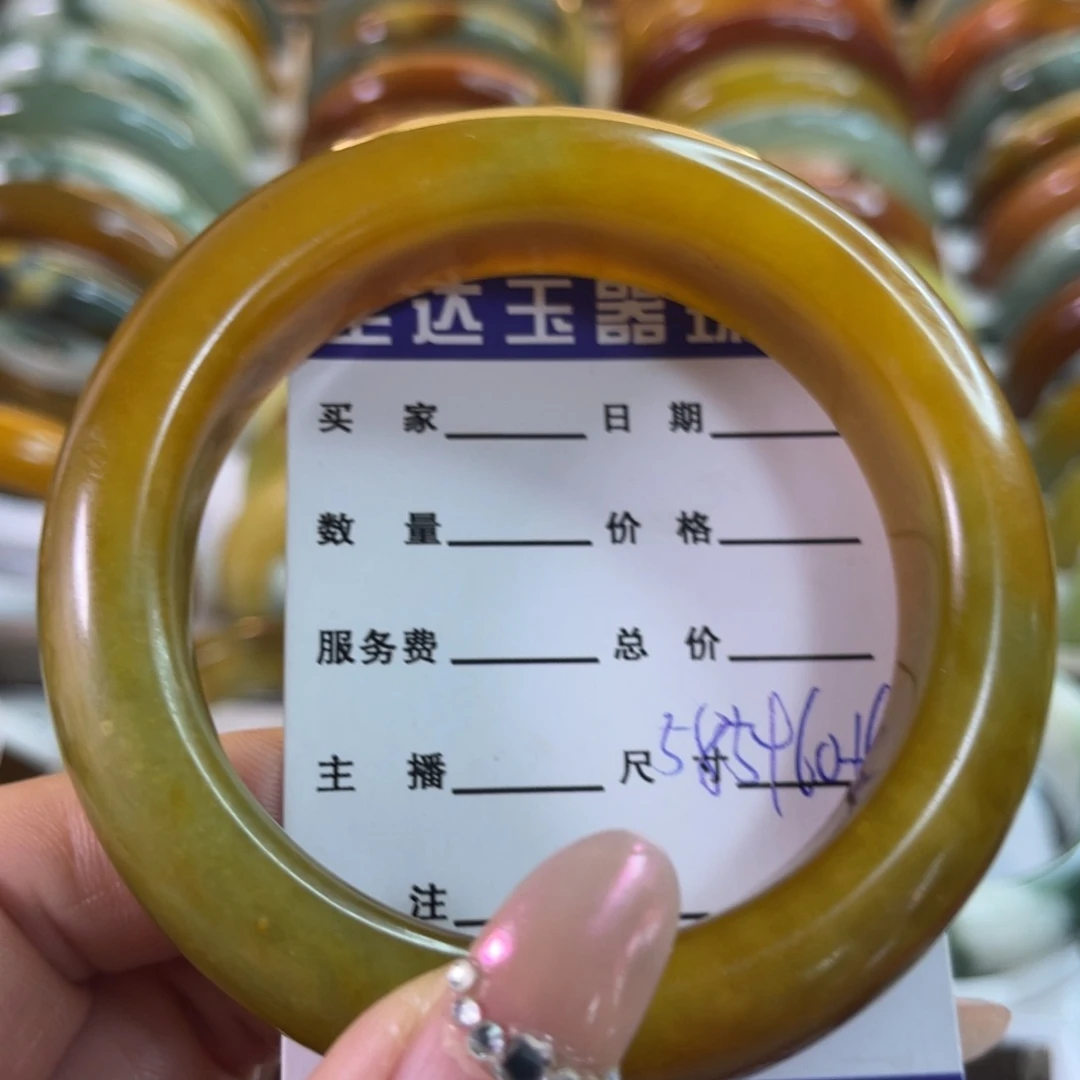 达玉器
买 家 日 期
数 量 价 格
服务费 总 价
主 播 尺 寸
注